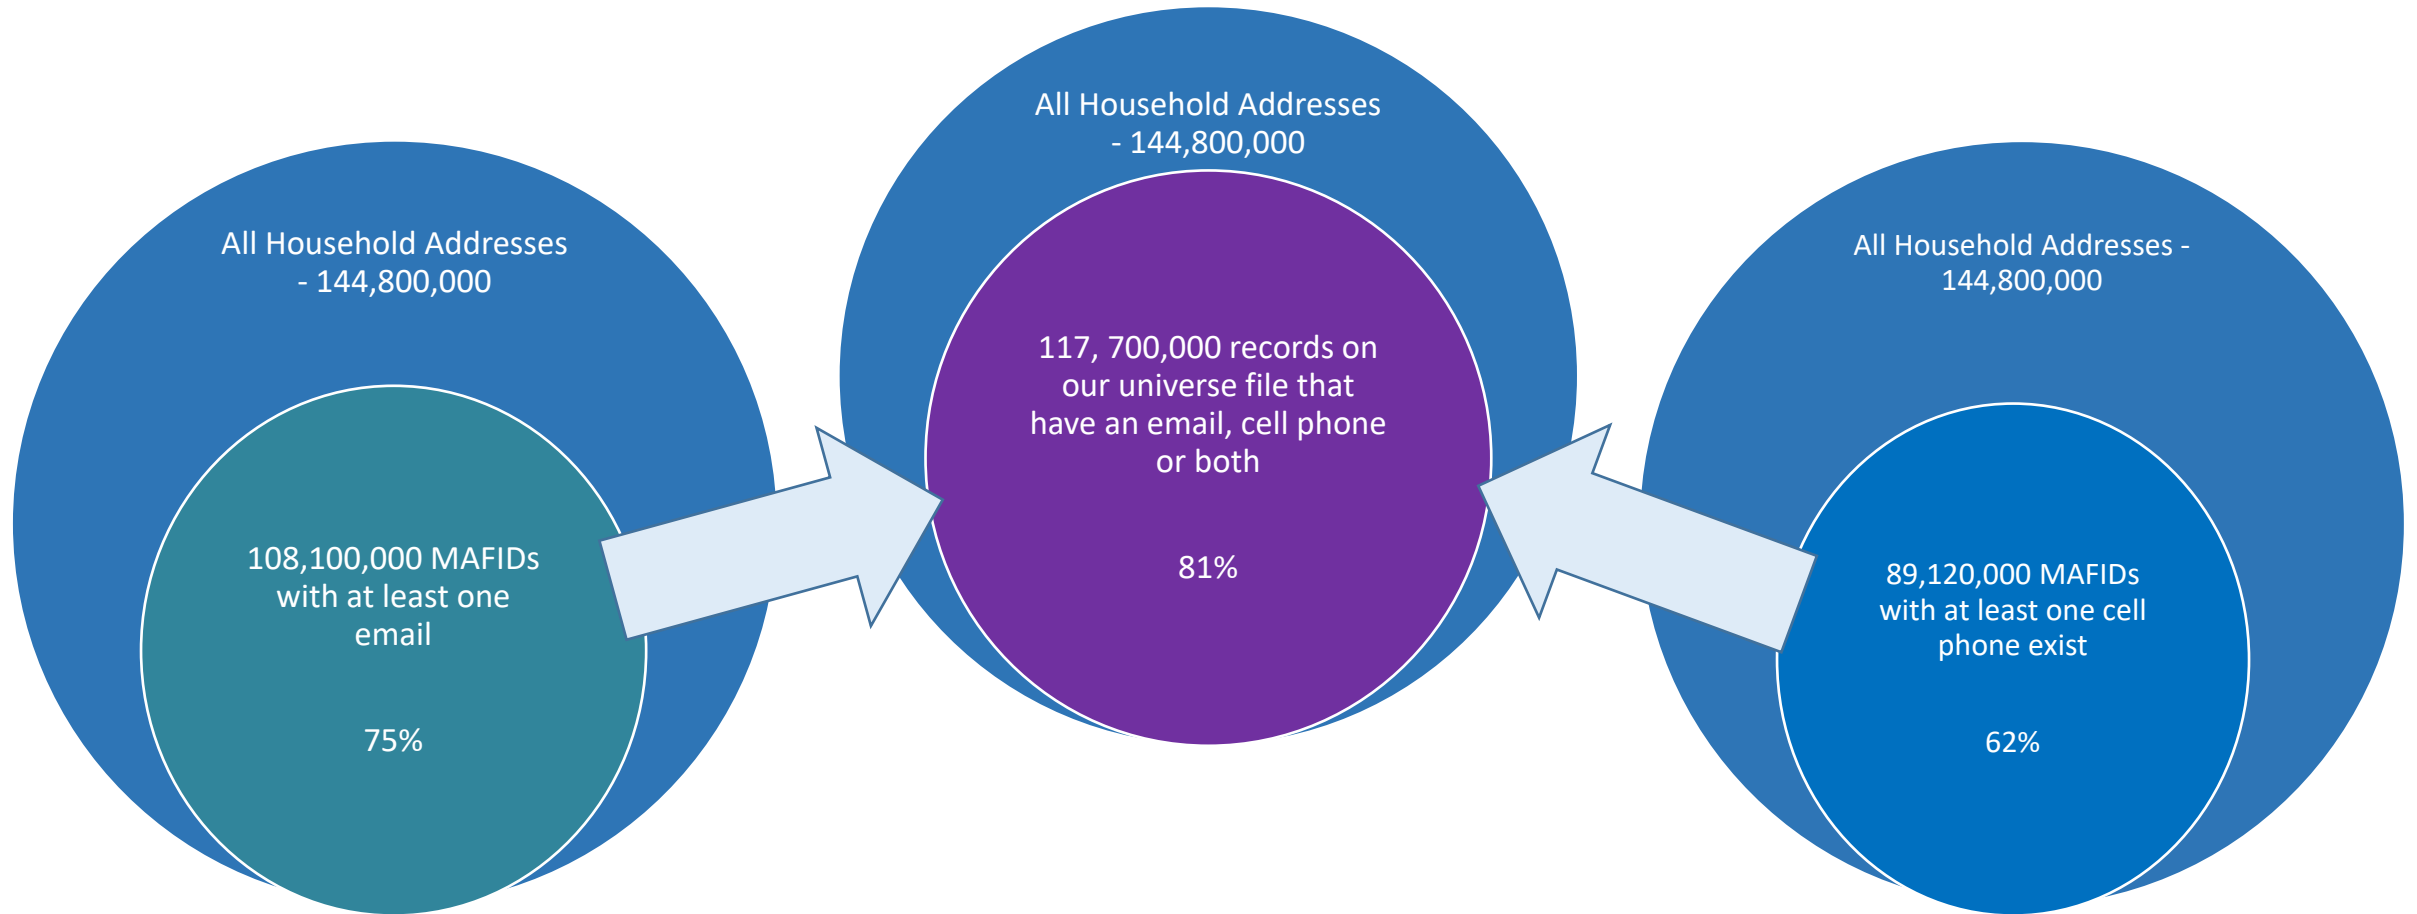 All Household Addresses
- 144,800,000
108,100,000 MAFIDs
with at least one
email
75%
All Household Addresses
- 144,800,000
117, 700,000 records on
our universe file that
have an email, cell phone
or both
81%
All Household Addresses -
144,800,000
89,120,000 MAFIDs
with at least one cell
phone exist
62%